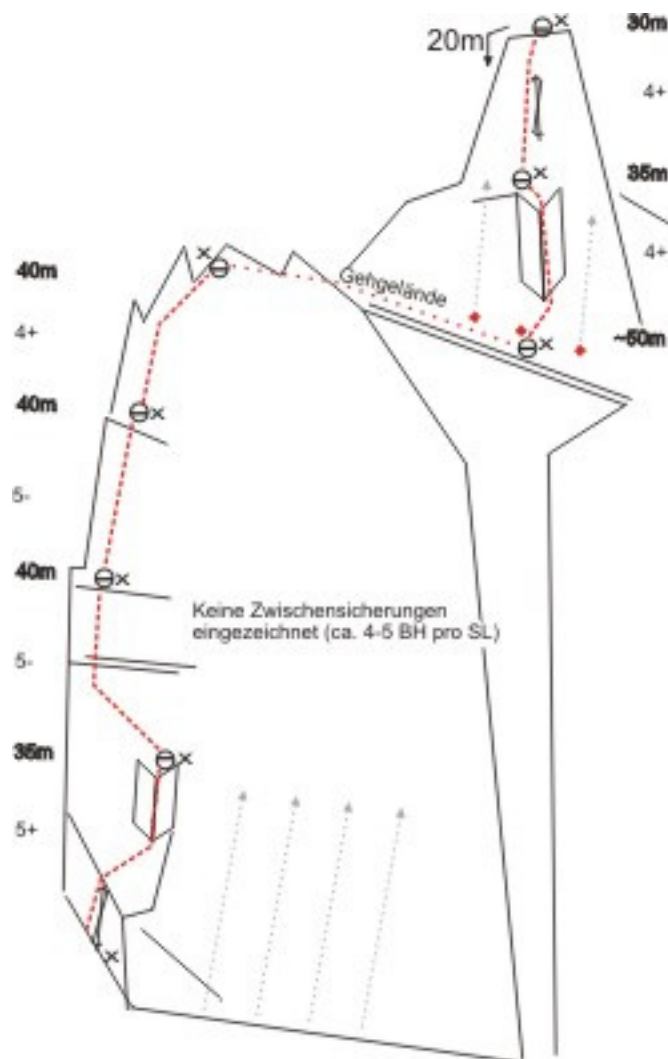 30m
20m
4+
35m
4+
Gehgelände
~50m
40m
4+
40m
5-
40m
Keine Zwischensicherungen
eingezeichnet (ca. 4-5 BH pro SL)
5-
35m
5+